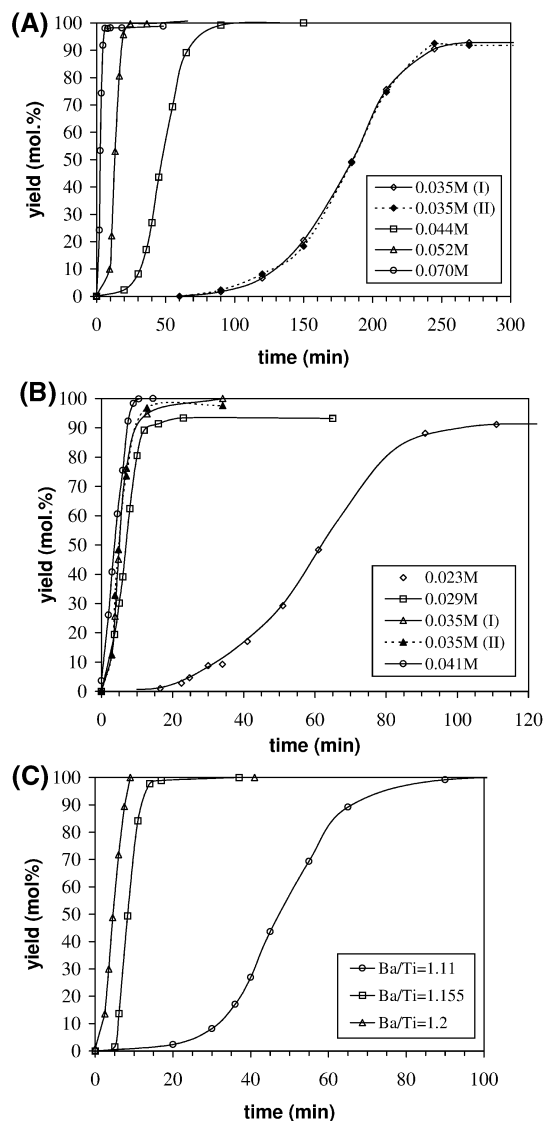 (A)
100
90
80
70
60
50
40
30
20
10
0
yield (mol.%)
0.035M (I)
0.035M (II)
0.044M
0.052M
0.070M
0 50 100 150 200 250 300
time (min)
(B)
100
90
80
70
60
50
40
30
20
10
0
yield (mol.%)
0.023M
0.029M
0.035M (I)
0.035M (II)
0.041M
0 20 40 60 80 100 120
time (min)
(C)
100
90
80
70
60
50
40
30
20
10
0
yield (mol%)
Ba/Ti=1.11
Ba/Ti=1.155
Ba/Ti=1.2
0 20 40 60 80 100
time (min)